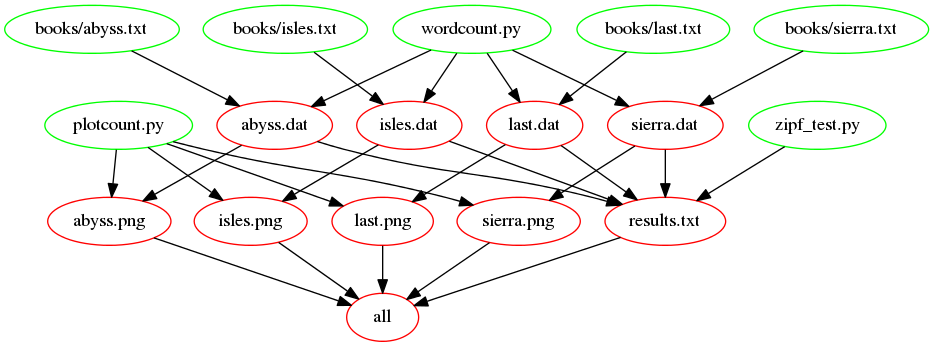 books/abyss.txt
books/isles.txt
wordcount.py
books/last.txt
books/sierra.txt
plotcount.py
abyss.dat
isles.dat
last.dat
sierra.dat
zipf_test.py
abyss.png
isles.png
last.png
sierra.png
results.txt
all